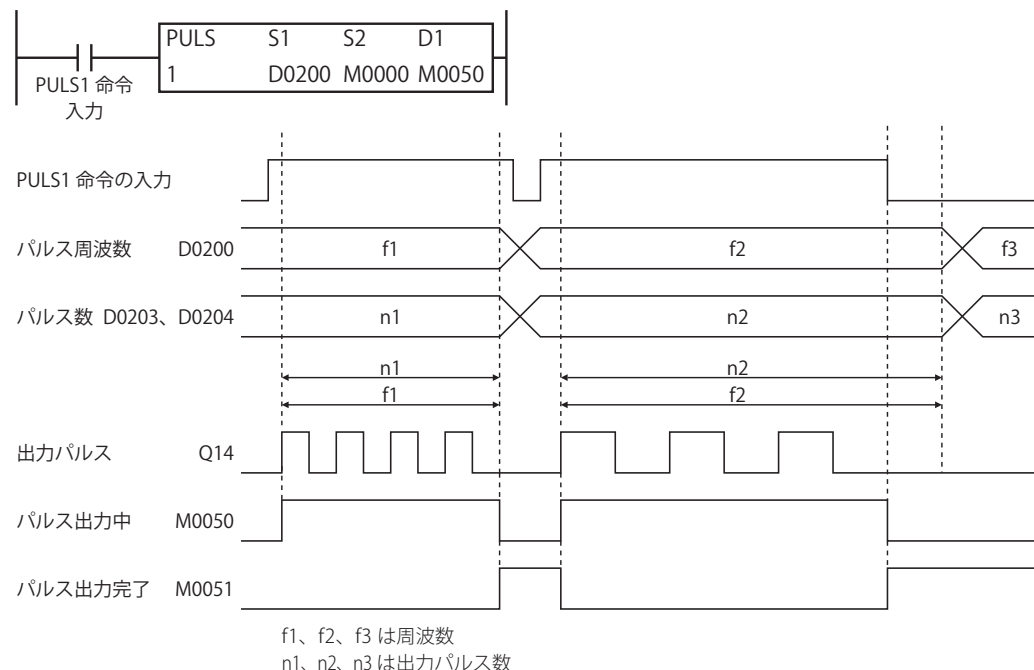 PULS S1 S2 D1
1 D0200 M0000 M0050
PULS1 命令
入力
PULS1 命令の入力
パルス周波数 D0200 f1 f2 f3
パルス数 D0203、D0204 n1 n2 n3
n1 n2
f1 f2
出力パルス Q14
パルス出力中 M0050
パルス出力完了 M0051
f1、f2、f3 は周波数
n1、n2、n3 は出力パルス数